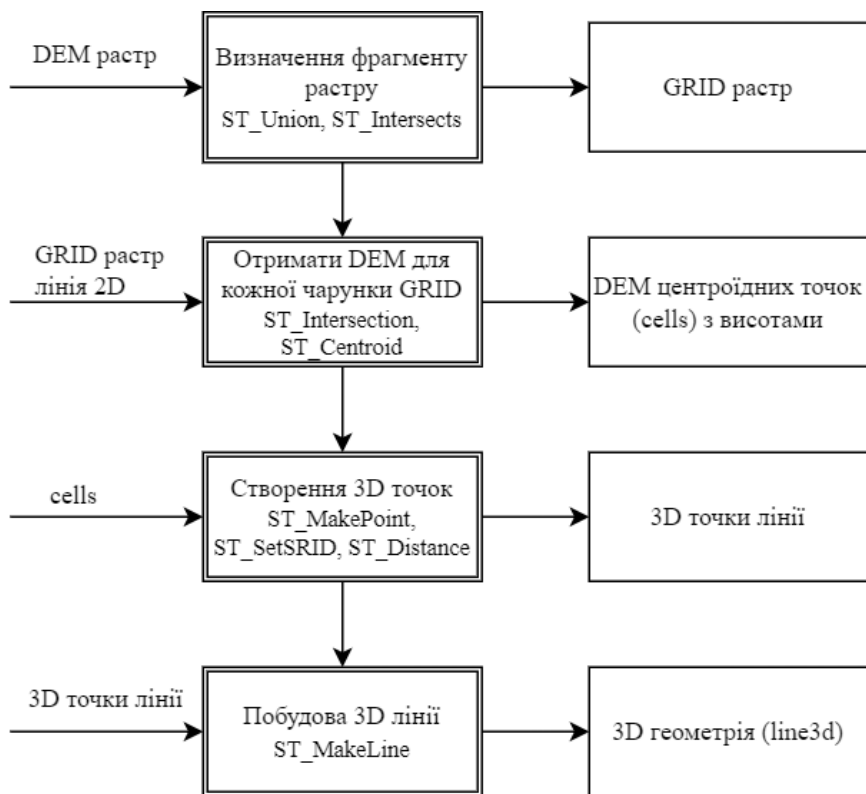 DEM растр
Визначення фрагменту
растру
ST_Union, ST_Intersects
GRID растр
GRID растр
лінія 2D
Отримати DEM для
кожної чарунки GRID
ST_Intersection,
ST_Centroid
DEM центроїдних точок
(cells) з висотами
cells
Створення 3D точок
ST_MakePoint,
ST_SetSRID, ST_Distance
3D точки лінії
3D точки лінії
Побудова 3D лінії
ST_MakeLine
3D геометрія (line3d)